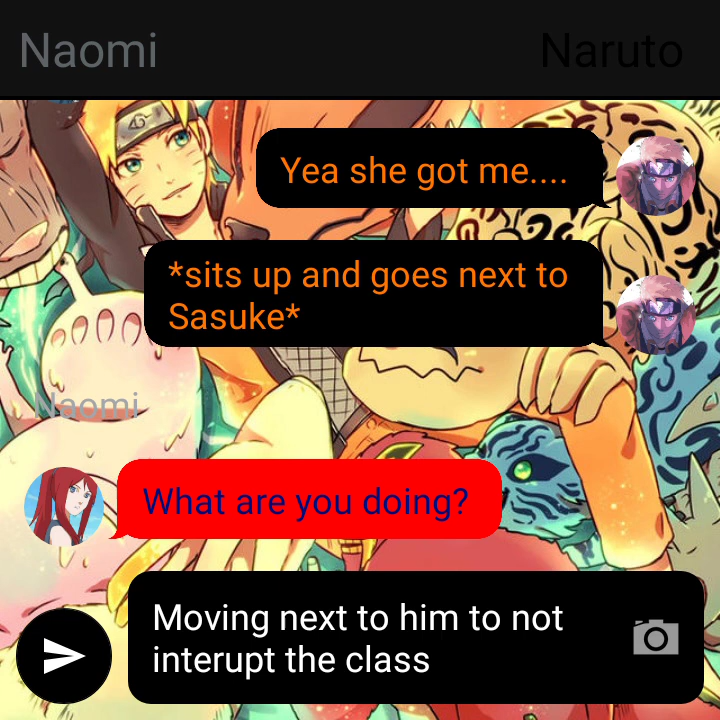 Naomi
Naruto
Yea she got me....
*sits up and goes next to
Sasuke*
Naomi
What are you doing?
Moving next to him to not
interupt the class